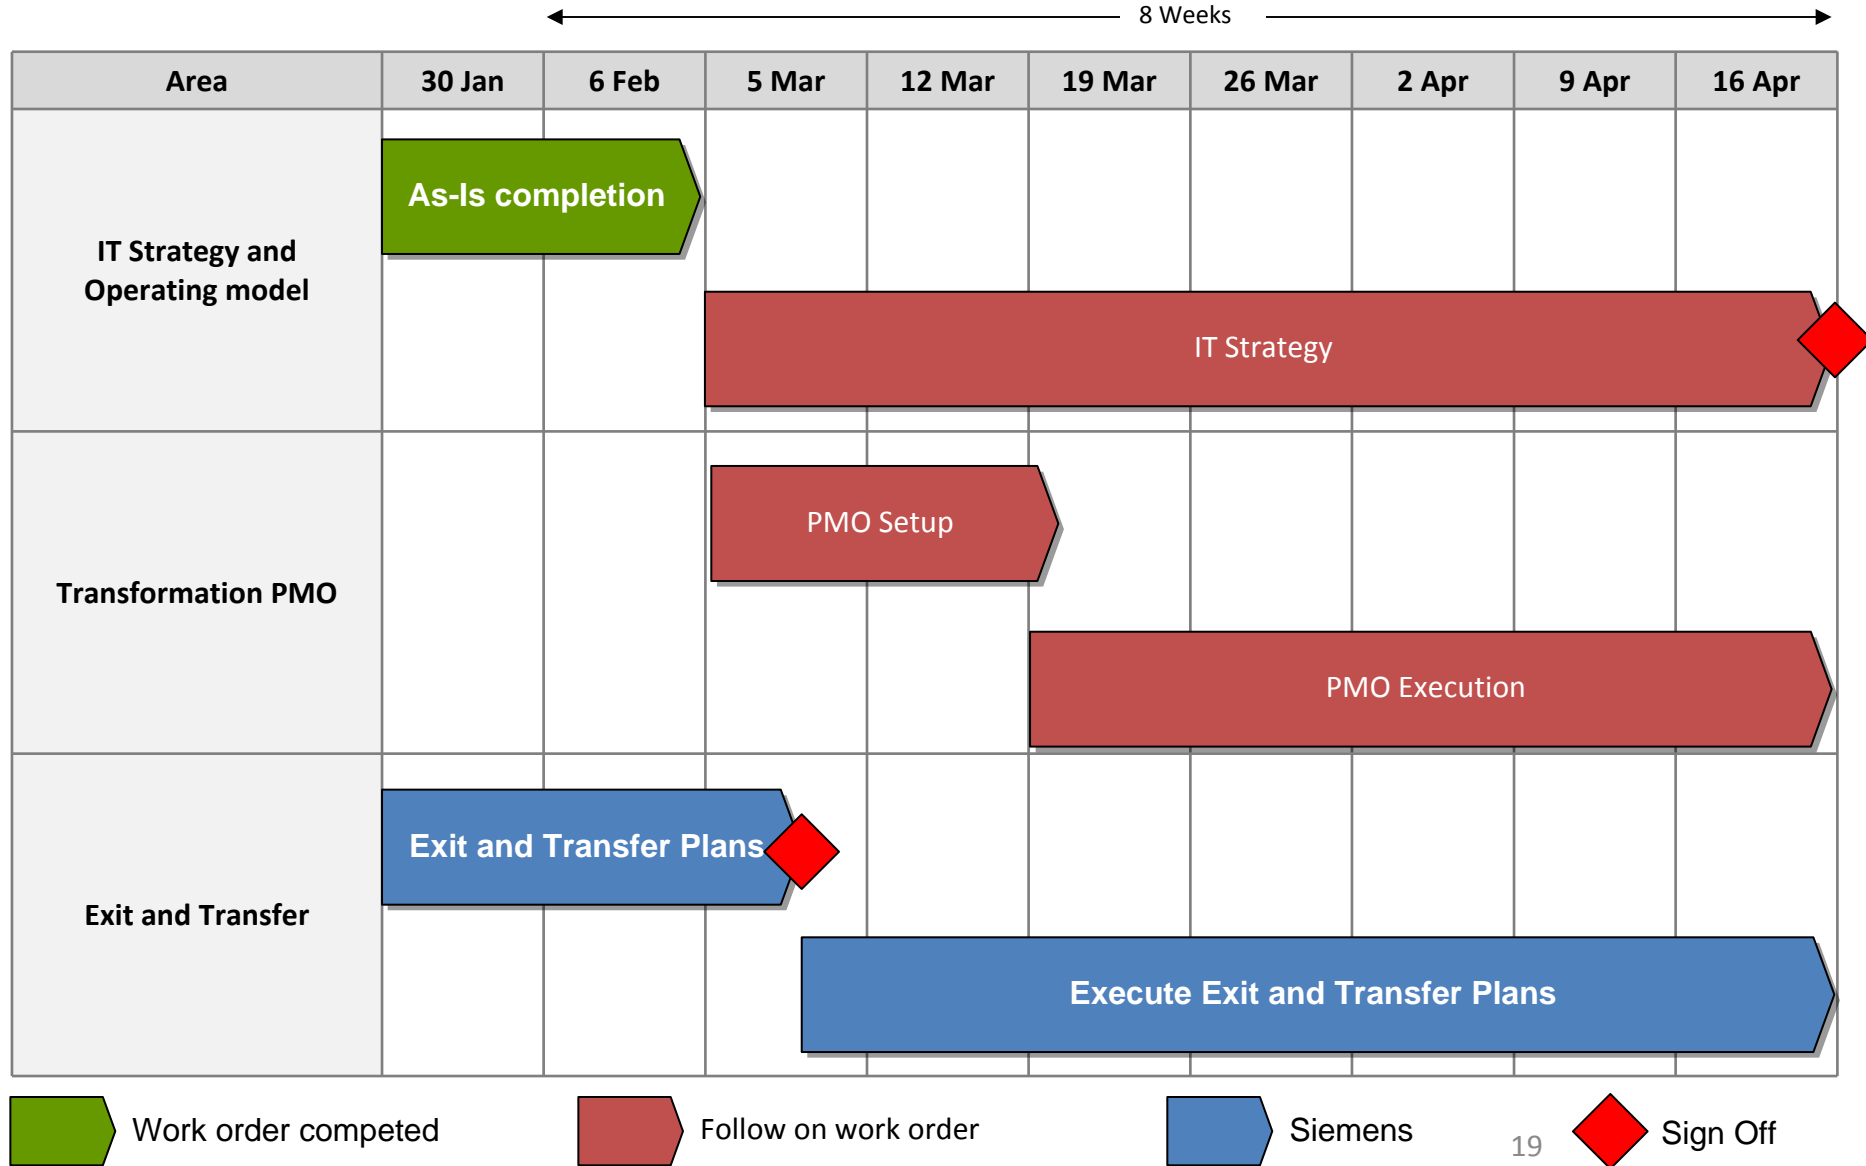 8 Weeks
Area 30 Jan 6 Feb 5 Mar 12 Mar 19 Mar 26 Mar 2 Apr 9 Apr 16 Apr
IT Strategy and
Operating model
As-Is completion
IT Strategy
Transformation PMO
PMO Setup
PMO Execution
Exit and Transfer
Exit and Transfer Plans
Execute Exit and Transfer Plans
Work order competed
Follow on work order
Siemens
19
Sign Off